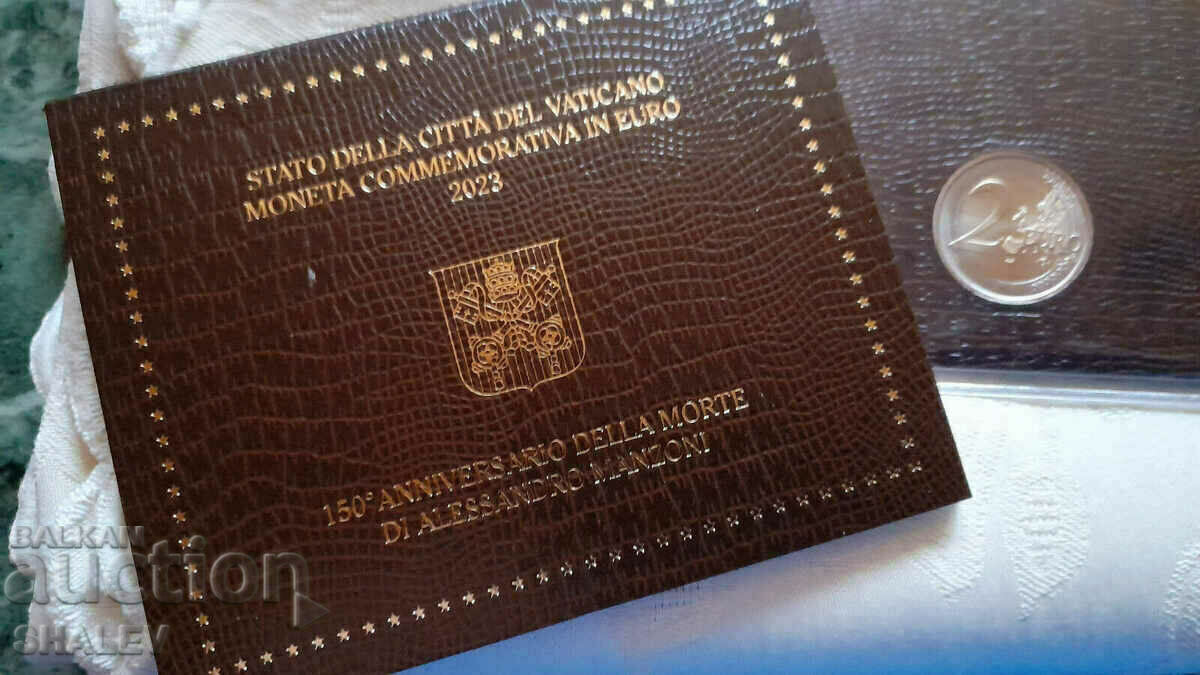 STATO DELLA CITTÀ DEL VATICANO
MONETA COMMEMORATIVA IN EURO
2023
150° ANNIVERSARIO DELLA MORTE
DI ALESSANDRO MANZONI
2
BALKAN
auction
SHALEV